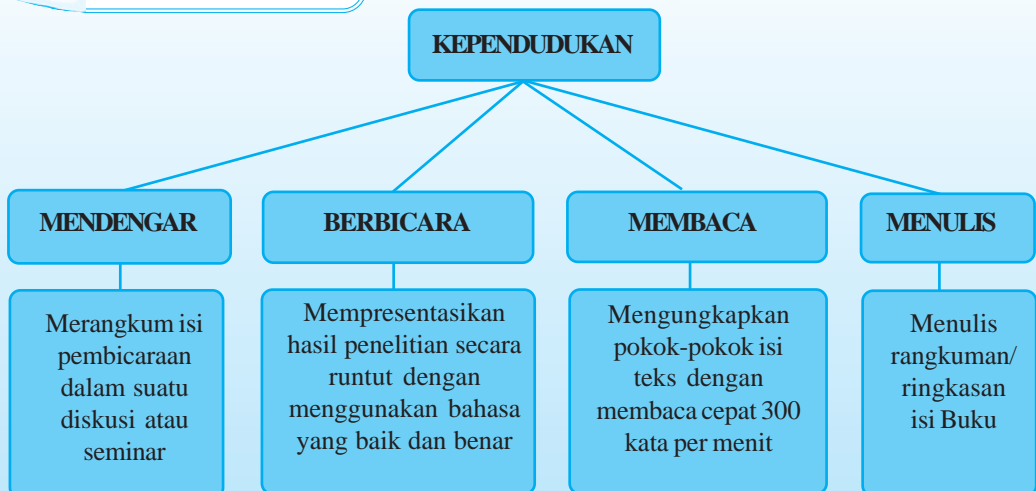 KEPENDUDUKAN
MENDENGAR
BERBICARA
MEMBACA
MENULIS
Merangkum isi
pembicaraan
dalam suatu
diskusi atau
seminar
Mempresentasikan
hasil penelitian secara
runtut dengan
menggunakan bahasa
yang baik dan benar
Mengungkapkan
pokok-pokok isi
teks dengan
membaca cepat 300
kata per menit
Menulis
rangkuman/
ringkasan
isi Buku